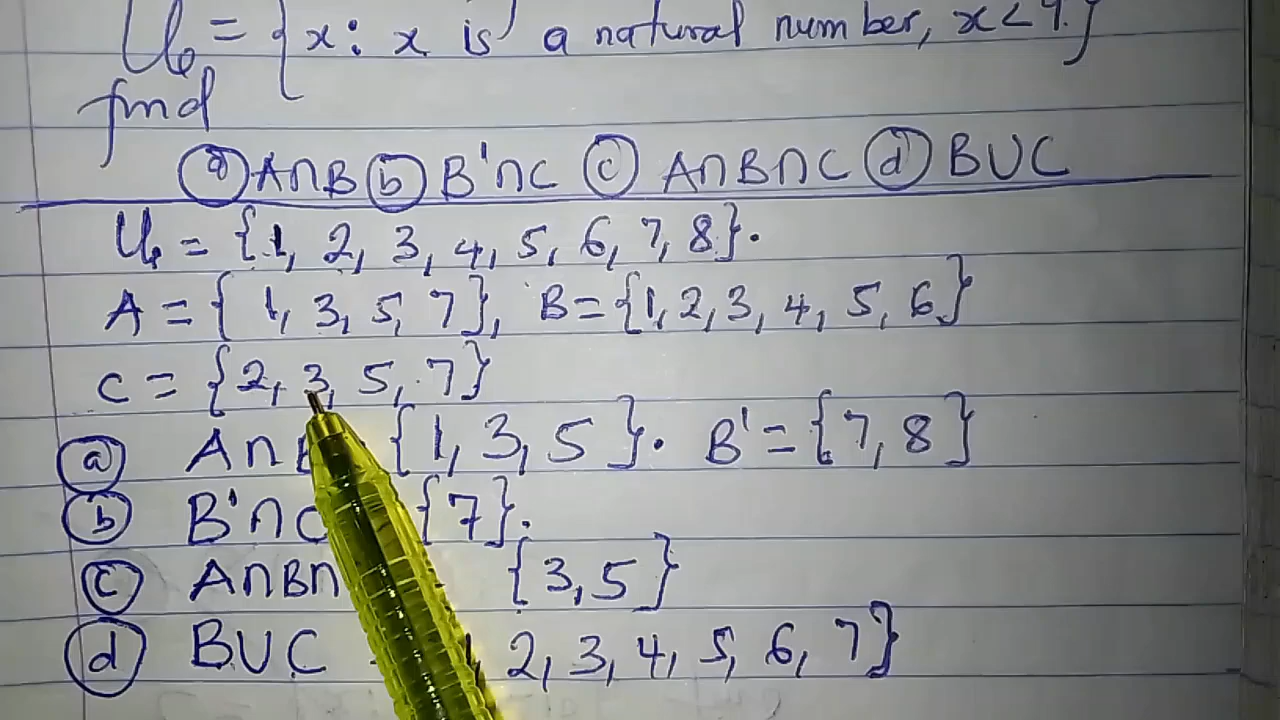 U = {x: x is a natural number, x < 9.}
find
(a) A∩B (b) B'∩C (c) A∩B∩C (d) B∪C
U = {1, 2, 3, 4, 5, 6, 7, 8}.
A = {1, 3, 5, 7}, B = {1, 2, 3, 4, 5, 6}
C = {2, 3, 5, 7}
(a) A∩B {1, 3, 5}. B' = {7, 8}
(b) B'∩C {7}.
(c) A∩B∩ {3, 5}
(d) B∪C , 2, 3, 4, 5, 6, 7}